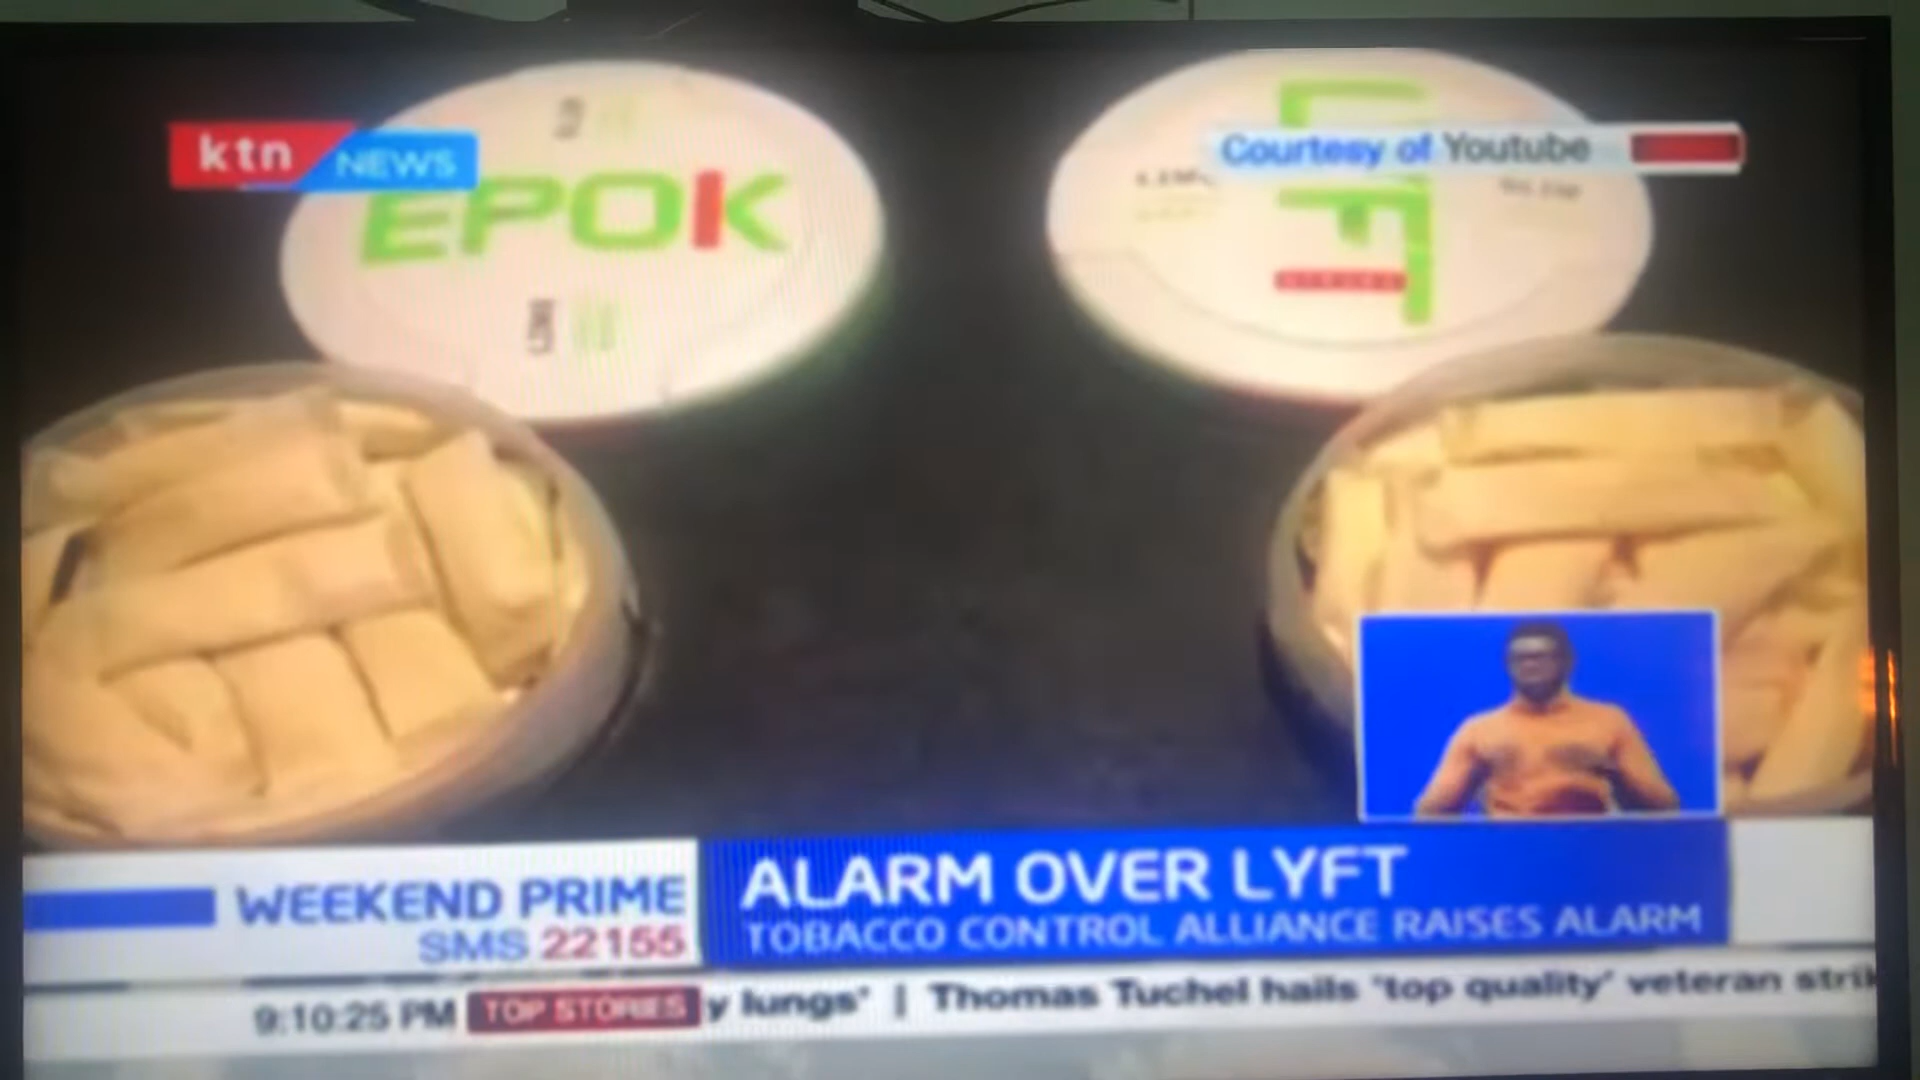 ktn NEWS
Courtesy of Youtube
EPOK
WEEKEND PRIME
SMS 22155
ALARM OVER LYFT
TOBACCO CONTROL ALLIANCE RAISES ALARM
9:10:25 PM TOP STORIES y lungs' | Thomas Tuchel hails 'top quality' veteran strik